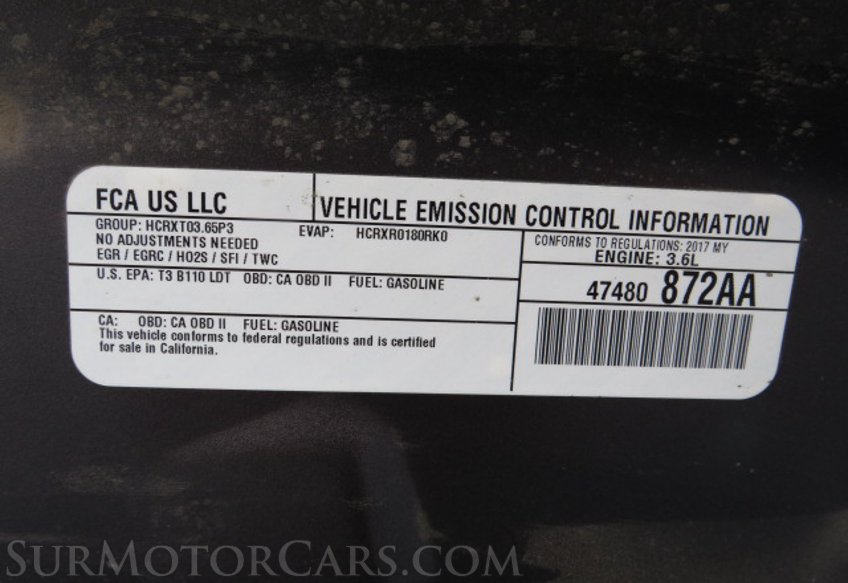 FCA US LLC
VEHICLE EMISSION CONTROL INFORMATION
GROUP: HCRXT03.65P3 EVAP: HCRXR0180RK0
NO ADJUSTMENTS NEEDED
EGR / EGRC / HO2S / SFI / TWC
CONFORMS TO REGULATIONS: 2017 MY
ENGINE: 3.6L
U.S. EPA: T3 B110 LDT OBD: CA OBD II FUEL: GASOLINE
47480 872AA
CA: OBD: CA OBD II FUEL: GASOLINE
This vehicle conforms to federal regulations and is certified
for sale in California.
SURMOTORCARS.COM